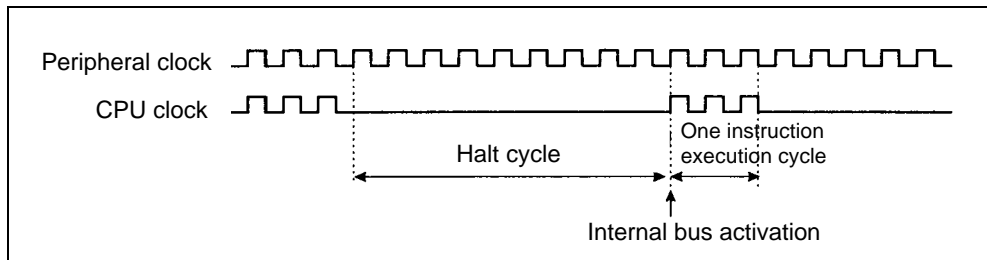 Peripheral clock
CPU clock
Halt cycle
One instruction
execution cycle
Internal bus activation